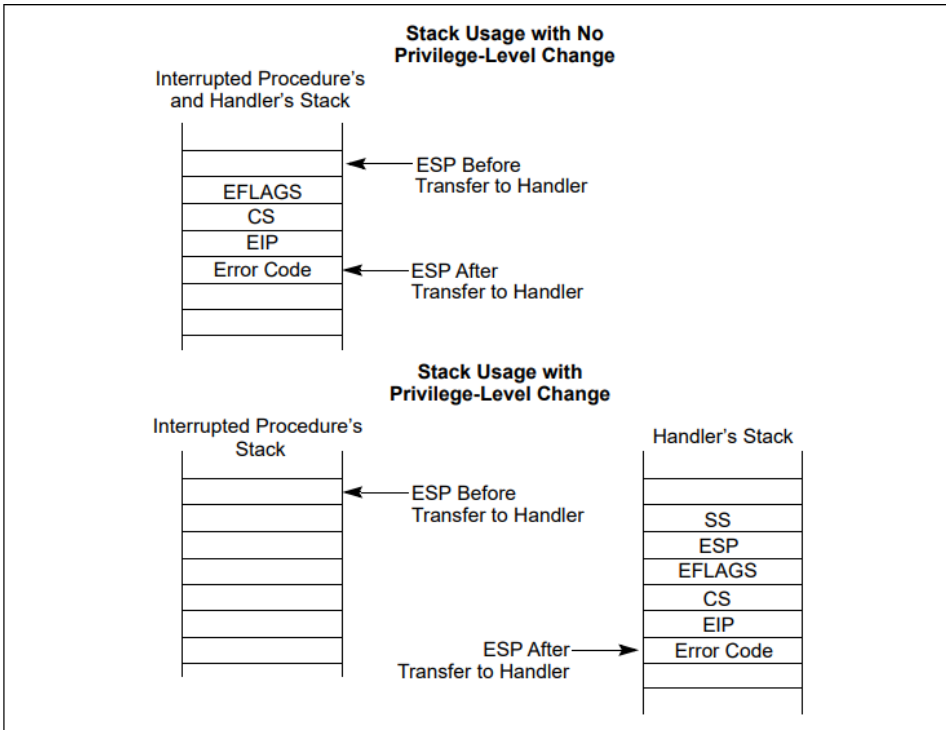 Stack Usage with No
Privilege-Level Change
Interrupted Procedure's
and Handler's Stack
ESP Before
Transfer to Handler
EFLAGS
CS
EIP
Error Code
ESP After
Transfer to Handler
Stack Usage with
Privilege-Level Change
Interrupted Procedure's
Stack
Handler's Stack
ESP Before
Transfer to Handler
SS
ESP
EFLAGS
CS
EIP
ESP After
Transfer to Handler
Error Code